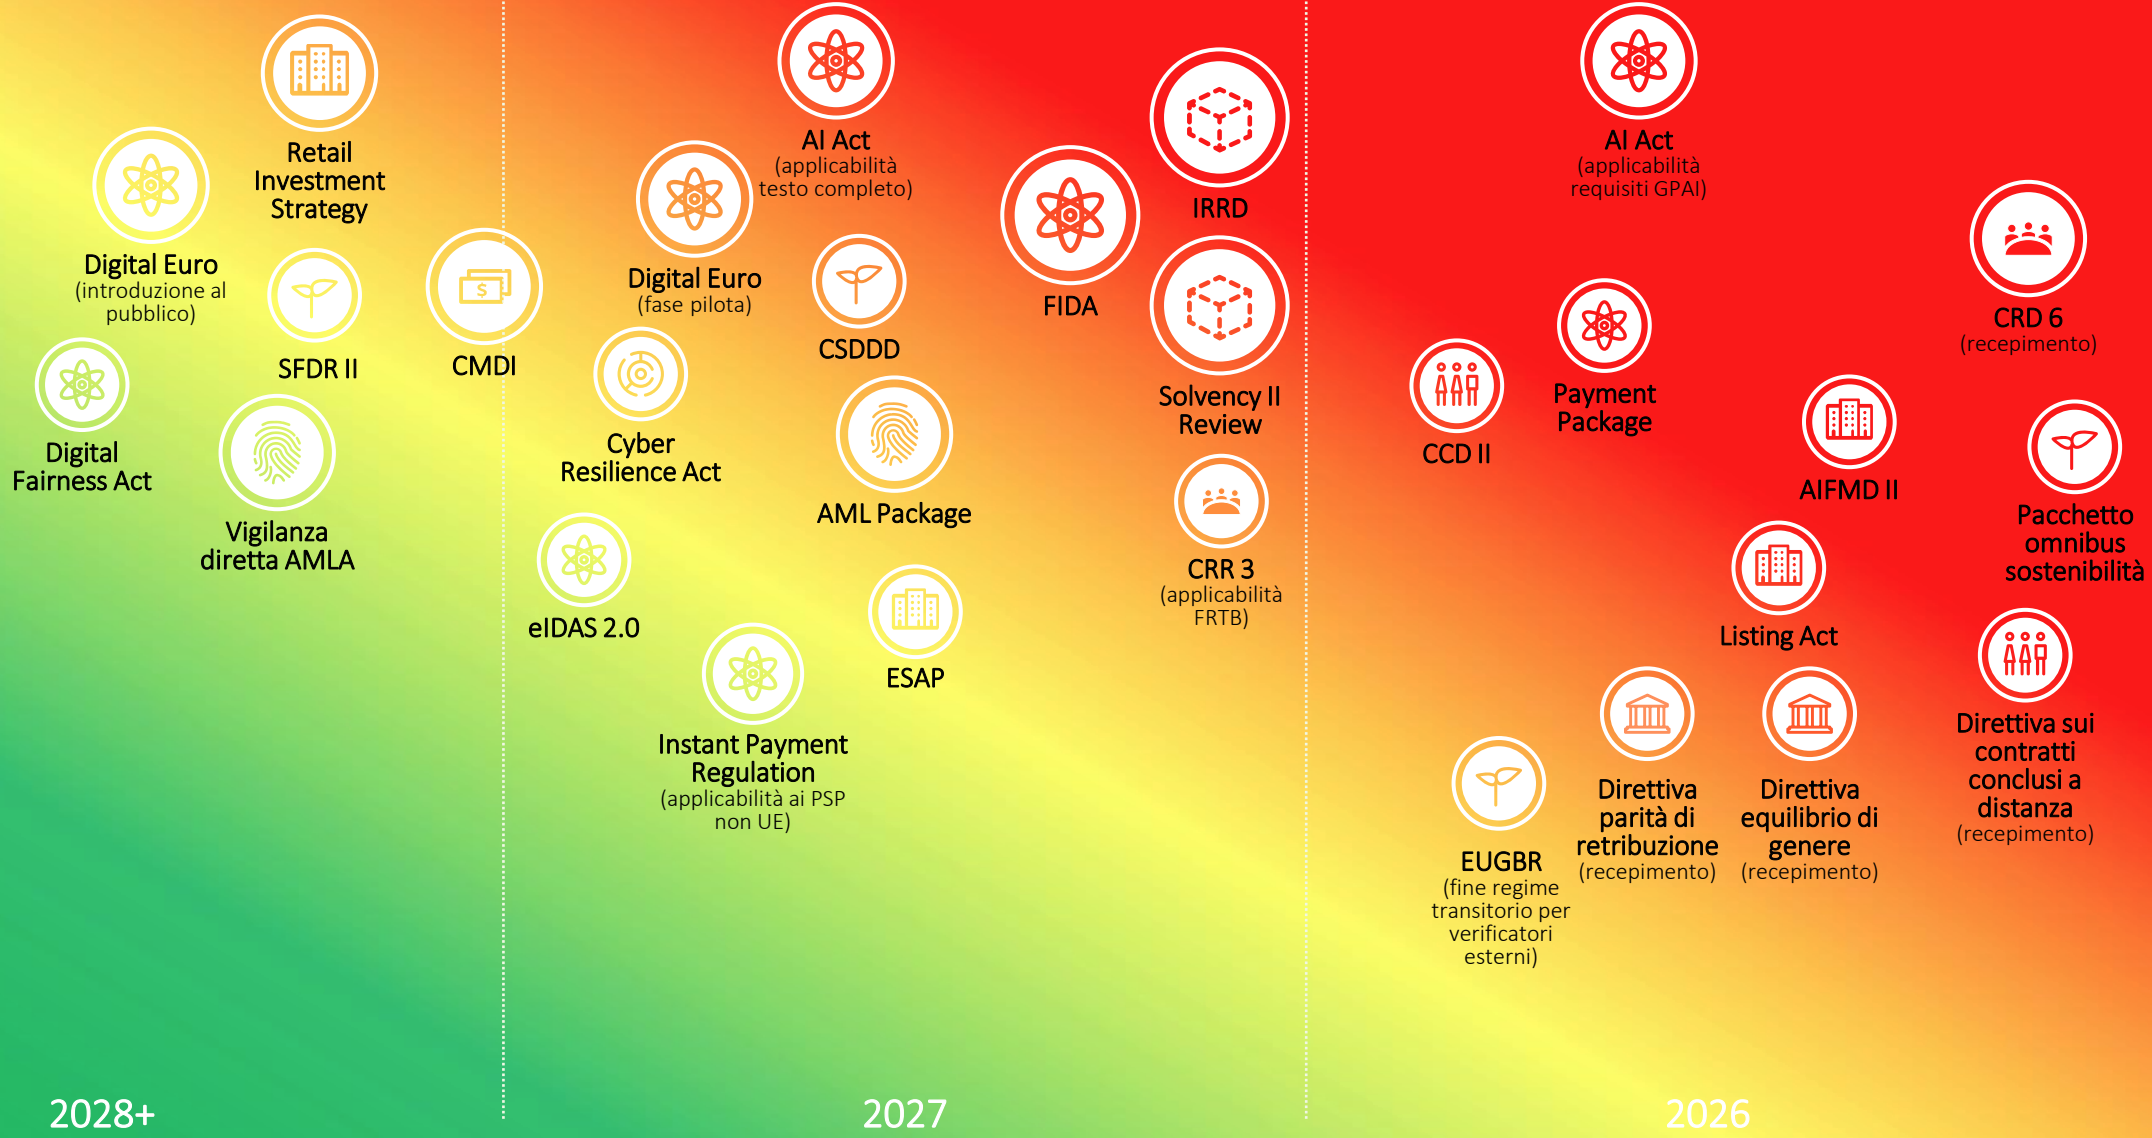 Retail
Investment
Strategy
Digital Euro
(introduzione al
pubblico)
SFDR II
CMDI
Digital
Fairness Act
Vigilanza
diretta AMLA
AI Act
(applicabilità
testo completo)
Digital Euro
(fase pilota)
CSDDD
FIDA
IRRD
Solvency II
Review
Cyber
Resilience Act
AML Package
CRR 3
(applicabilità
FRTB)
eIDAS 2.0
ESAP
Instant Payment
Regulation
(applicabilità ai PSP
non UE)
AI Act
(applicabilità
requisiti GPAI)
CRD 6
(recepimento)
Payment
Package
CCD II
AIFMD II
Pacchetto
omnibus
sostenibilità
Listing Act
Direttiva sui
contratti
conclusi a
distanza
(recepimento)
Direttiva
parità di
retribuzione
(recepimento)
Direttiva
equilibrio di
genere
(recepimento)
EUGBR
(fine regime
transitorio per
verificatori
esterni)
2028+
2027
2026